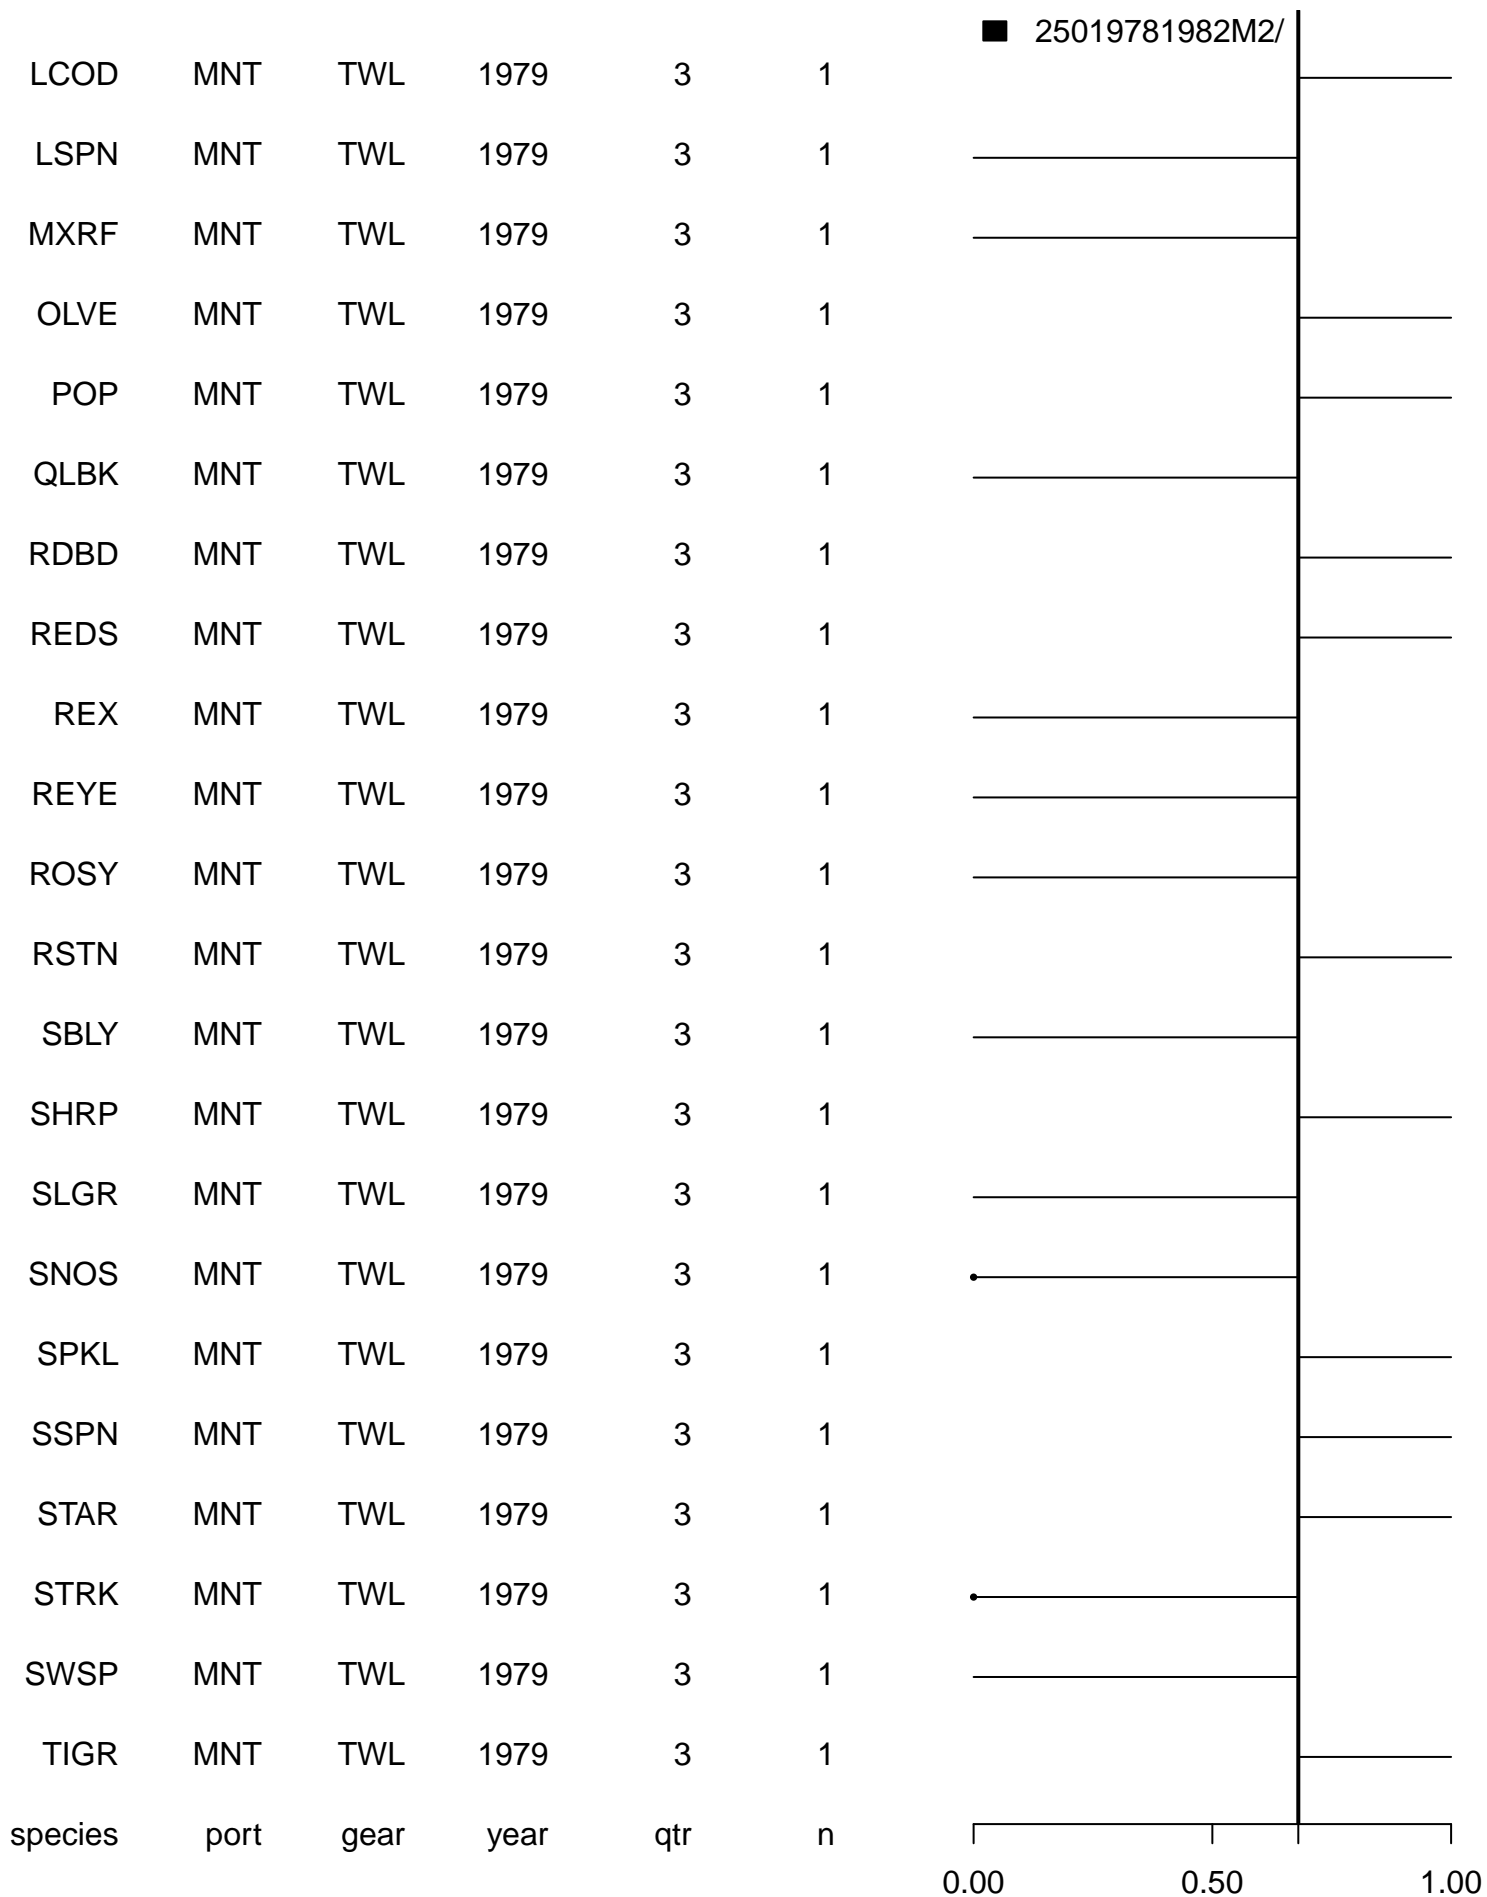 25019781982M2/
LCOD MNT TWL 1979 3 1
LSPN MNT TWL 1979 3 1
MXRF MNT TWL 1979 3 1
OLVE MNT TWL 1979 3 1
POP MNT TWL 1979 3 1
QLBK MNT TWL 1979 3 1
RDBD MNT TWL 1979 3 1
REDS MNT TWL 1979 3 1
REX MNT TWL 1979 3 1
REYE MNT TWL 1979 3 1
ROSY MNT TWL 1979 3 1
RSTN MNT TWL 1979 3 1
SBLY MNT TWL 1979 3 1
SHRP MNT TWL 1979 3 1
SLGR MNT TWL 1979 3 1
SNOS MNT TWL 1979 3 1
SPKL MNT TWL 1979 3 1
SSPN MNT TWL 1979 3 1
STAR MNT TWL 1979 3 1
STRK MNT TWL 1979 3 1
SWSP MNT TWL 1979 3 1
TIGR MNT TWL 1979 3 1
species port gear year qtr n
0.00 0.50 1.00